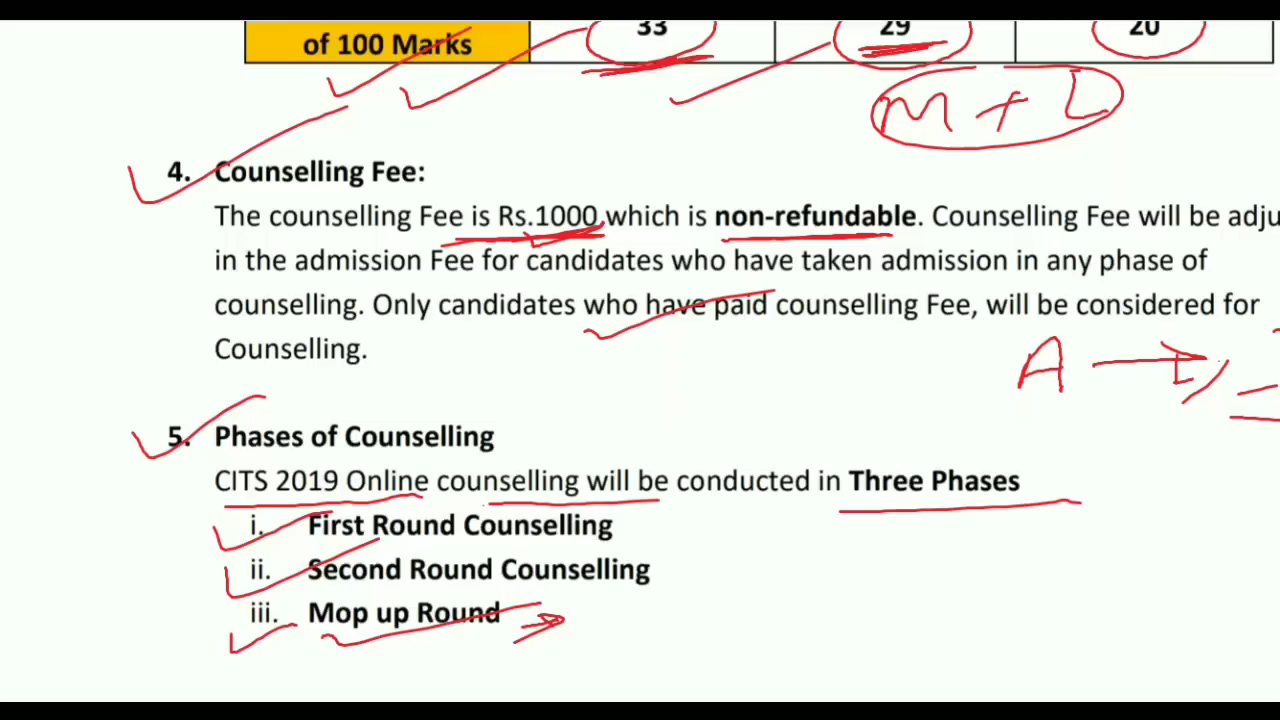 of 100 Marks 33 29 20
M + D
4. Counselling Fee:
The counselling Fee is Rs.1000, which is non-refundable. Counselling Fee will be adju
in the admission Fee for candidates who have taken admission in any phase of
counselling. Only candidates who have paid counselling Fee, will be considered for
Counselling.
A
5. Phases of Counselling
CITS 2019 Online counselling will be conducted in Three Phases
i. First Round Counselling
ii. Second Round Counselling
iii. Mop up Round